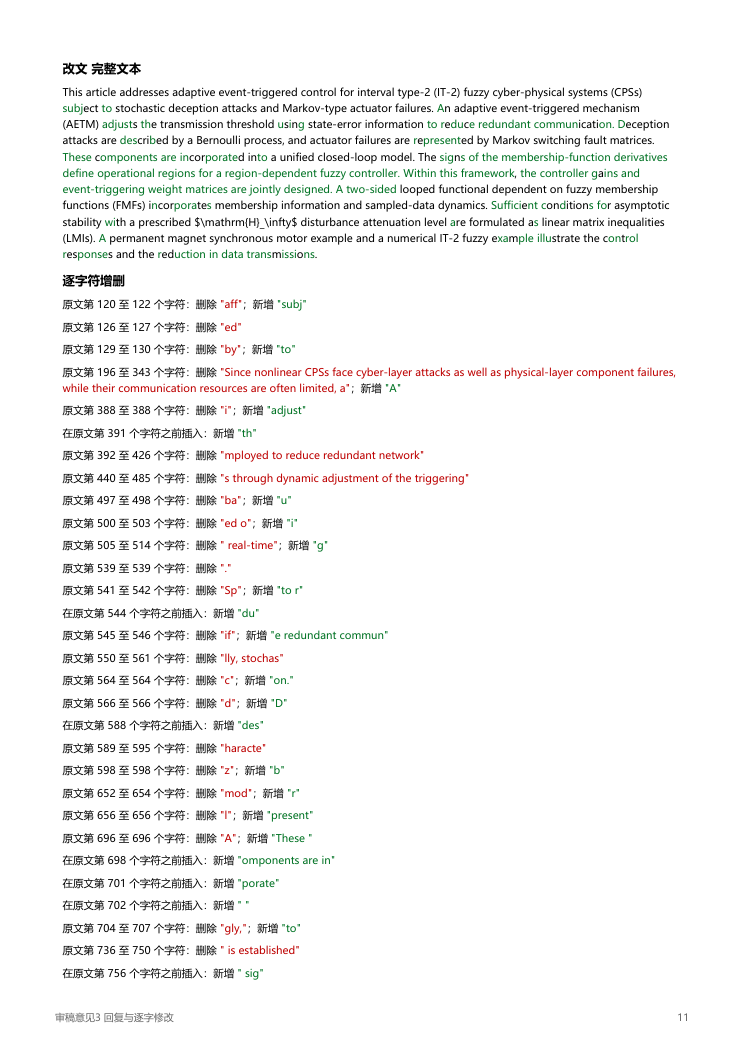 改文 完整文本
This article addresses adaptive event-triggered control for interval type-2 (IT-2) fuzzy cyber-physical systems (CPSs)
subject to stochastic deception attacks and Markov-type actuator failures. An adaptive event-triggered mechanism
(AETM) adjusts the transmission threshold using state-error information to reduce redundant communication. Deception
attacks are described by a Bernoulli process, and actuator failures are represented by Markov switching fault matrices.
These components are incorporated into a unified closed-loop model. The signs of the membership-function derivatives
define operational regions for a region-dependent fuzzy controller. Within this framework, the controller gains and
event-triggering weight matrices are jointly designed. A two-sided looped functional dependent on fuzzy membership
functions (FMFs) incorporates membership information and sampled-data dynamics. Sufficient conditions for asymptotic
stability with a prescribed $\mathrm{H}_\infty$ disturbance attenuation level are formulated as linear matrix inequalities
(LMIs). A permanent magnet synchronous motor example and a numerical IT-2 fuzzy example illustrate the control
responses and the reduction in data transmissions.
逐字符增删
原文第 120 至 122 个字符：删除 "aff"；新增 "subj"
原文第 126 至 127 个字符：删除 "ed"
原文第 129 至 130 个字符：删除 "by"；新增 "to"
原文第 196 至 343 个字符：删除 "Since nonlinear CPSs face cyber-layer attacks as well as physical-layer component failures,
while their communication resources are often limited, a"；新增 "A"
原文第 388 至 388 个字符：删除 "i"；新增 "adjust"
在原文第 391 个字符之前插入：新增 "th"
原文第 392 至 426 个字符：删除 "mployed to reduce redundant network"
原文第 440 至 485 个字符：删除 "s through dynamic adjustment of the triggering"
原文第 497 至 498 个字符：删除 "ba"；新增 "u"
原文第 500 至 503 个字符：删除 "ed o"；新增 "i"
原文第 505 至 514 个字符：删除 " real-time"；新增 "g"
原文第 539 至 539 个字符：删除 "."
原文第 541 至 542 个字符：删除 "Sp"；新增 "to r"
在原文第 544 个字符之前插入：新增 "du"
原文第 545 至 546 个字符：删除 "if"；新增 "e redundant commun"
原文第 550 至 561 个字符：删除 "lly, stochas"
原文第 564 至 564 个字符：删除 "c"；新增 "on."
原文第 566 至 566 个字符：删除 "d"；新增 "D"
在原文第 588 个字符之前插入：新增 "des"
原文第 589 至 595 个字符：删除 "haracte"
原文第 598 至 598 个字符：删除 "z"；新增 "b"
原文第 652 至 654 个字符：删除 "mod"；新增 "r"
原文第 656 至 656 个字符：删除 "l"；新增 "present"
原文第 696 至 696 个字符：删除 "A"；新增 "These "
在原文第 698 个字符之前插入：新增 "omponents are in"
在原文第 701 个字符之前插入：新增 "porate"
在原文第 702 个字符之前插入：新增 " "
原文第 704 至 707 个字符：删除 "gly,"；新增 "to"
原文第 736 至 750 个字符：删除 " is established"
在原文第 756 个字符之前插入：新增 " sig"
审稿意见3 回复与逐字修改
11